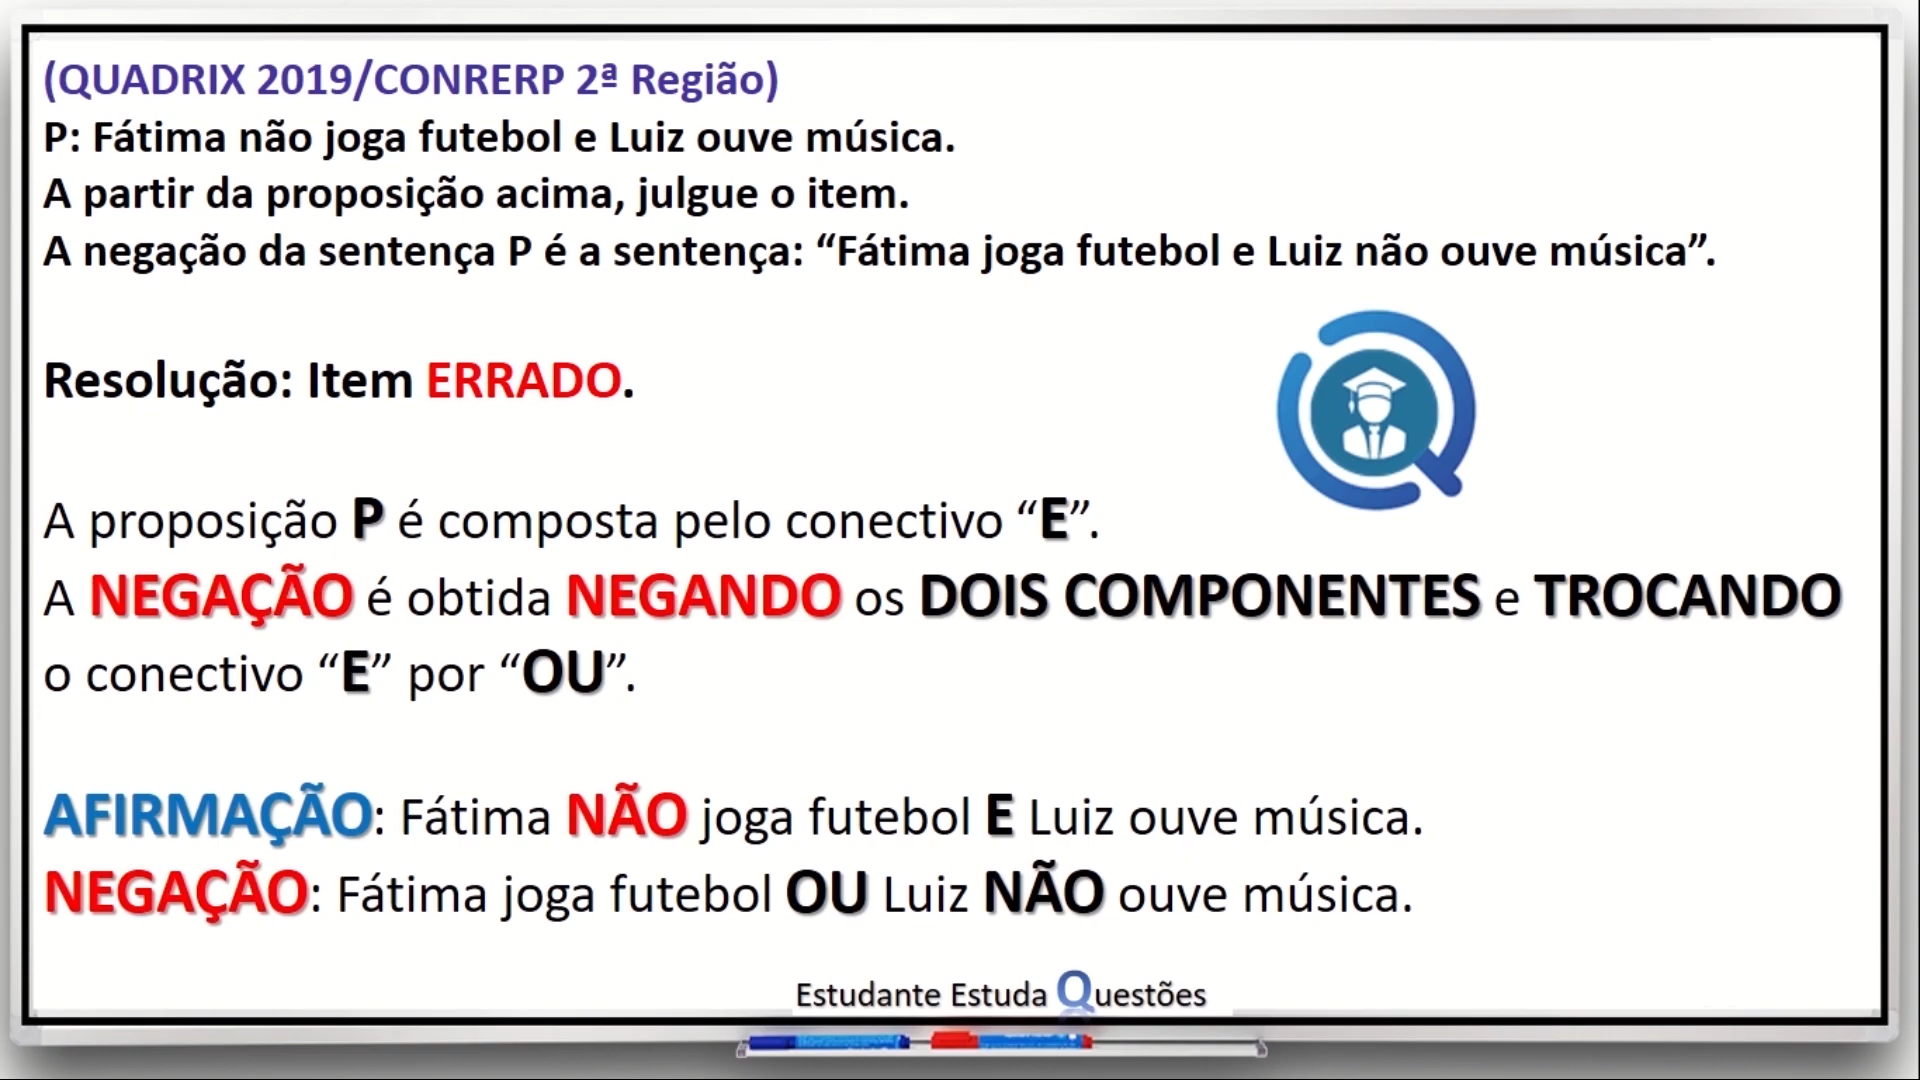 (QUADRIX 2019/CONRERP 2ª Região)
P: Fátima não joga futebol e Luiz ouve música.
A partir da proposição acima, julgue o item.
A negação da sentença P é a sentença: “Fátima joga futebol e Luiz não ouve música”.
Resolução: Item ERRADO.
A proposição P é composta pelo conectivo “E”.
A NEGAÇÃO é obtida NEGANDO os DOIS COMPONENTES e TROCANDO
o conectivo “E” por “OU”.
AFIRMAÇÃO: Fátima NÃO joga futebol E Luiz ouve música.
NEGAÇÃO: Fátima joga futebol OU Luiz NÃO ouve música.
Estudante Estuda Questões